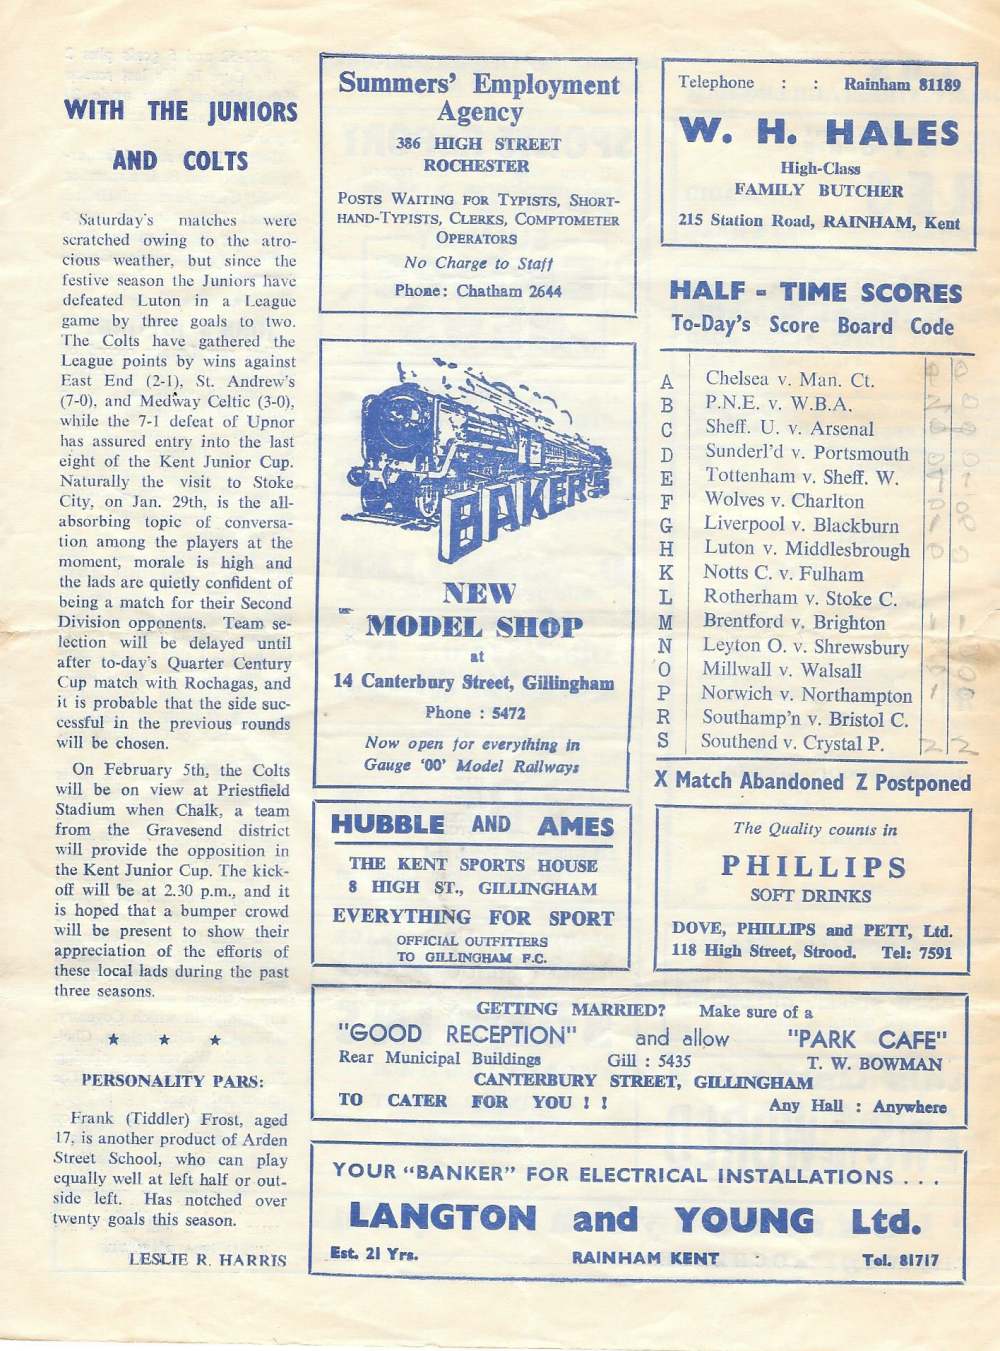 WITH THE JUNIORS
AND COLTS
Saturday's matches were
scratched owing to the atro-
cious weather, but since the
festive season the Juniors have
defeated Luton in a League
game by three goals to two.
The Colts have gathered the
League points by wins against
East End (2-1), St. Andrew's
(7-0), and Medway Celtic (3-0),
while the 7-1 defeat of Upnor
has assured entry into the last
eight of the Kent Junior Cup.
Naturally the visit to Stoke
City, on Jan. 29th, is the all-
absorbing topic of conversa-
tion among the players at the
moment, morale is high and
the lads are quietly confident of
being a match for their Second
Division opponents. Team se-
lection will be delayed until
after to-day's Quarter Century
Cup match with Rochagas, and
it is probable that the side suc-
cessful in the previous rounds
will be chosen.
On February 5th, the Colts
will be on view at Priestfield
Stadium when Chalk, a team
from the Gravesend district
will provide the opposition in
the Kent Junior Cup. The kick-
off will be at 2.30 p.m., and it
is hoped that a bumper crowd
will be present to show their
appreciation of the efforts of
these local lads during the past
three seasons.
PERSONALITY PARS:
Frank (Tiddler) Frost, aged
17, is another product of Arden
Street School, who can play
equally well at left half or out-
side left. Has notched over
twenty goals this season.
LESLIE R. HARRIS
Summers' Employment
Agency
386 HIGH STREET
ROCHESTER
POSTS WAITING FOR TYPISTS, SHORT-
HAND-TYPISTS, CLERKS, COMPTOMETER
OPERATORS
No Charge to Staff
Phone: Chatham 2644
BAKER'S
NEW
MODEL SHOP
at
14 Canterbury Street, Gillingham
Phone : 5472
Now open for everything in
Gauge '00' Model Railways
HUBBLE AND AMES
THE KENT SPORTS HOUSE
8 HIGH ST., GILLINGHAM
EVERYTHING FOR SPORT
OFFICIAL OUTFITTERS
TO GILLINGHAM F.C.
Telephone : : Rainham 81189
W. H. HALES
High-Class
FAMILY BUTCHER
215 Station Road, RAINHAM, Kent
HALF - TIME SCORES
To-Day's Score Board Code
A Chelsea v. Man. Ct.
B P.N.E. v. W.B.A.
C Sheff. U. v. Arsenal
D Sunderl'd v. Portsmouth
E Tottenham v. Sheff. W.
F Wolves v. Charlton
G Liverpool v. Blackburn
H Luton v. Middlesbrough
K Notts C. v. Fulham
L Rotherham v. Stoke C.
M Brentford v. Brighton 1 1
N Leyton O. v. Shrewsbury
O Millwall v. Walsall
P Norwich v. Northampton
R Southamp'n v. Bristol C.
S Southend v. Crystal P. 2 2
X Match Abandoned Z Postponed
The Quality counts in
PHILLIPS
SOFT DRINKS
DOVE, PHILLIPS and PETT, Ltd.
118 High Street, Strood. Tel: 7591
GETTING MARRIED? Make sure of a
"GOOD RECEPTION" and allow "PARK CAFE"
Rear Municipal Buildings Gill : 5435 T. W. BOWMAN
CANTERBURY STREET, GILLINGHAM
TO CATER FOR YOU ! ! Any Hall : Anywhere
YOUR "BANKER" FOR ELECTRICAL INSTALLATIONS . . .
LANGTON and YOUNG Ltd.
Est. 21 Yrs. RAINHAM KENT Tel. 81717